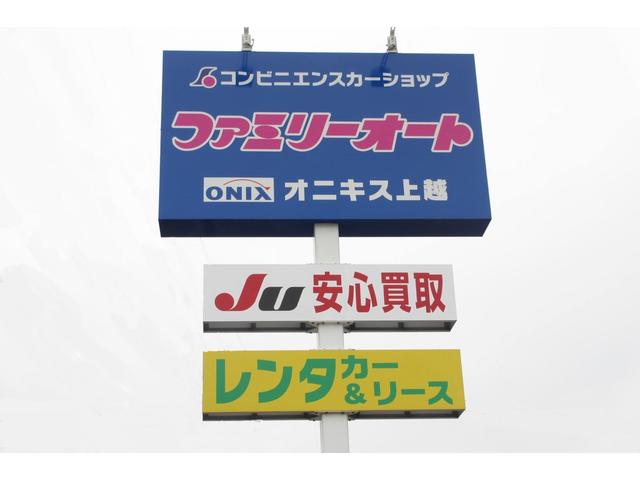 コンビニエンスカーショップ
ファミリーオート
ONIX オニキス上越
JU 安心買取
レンタカー&リース